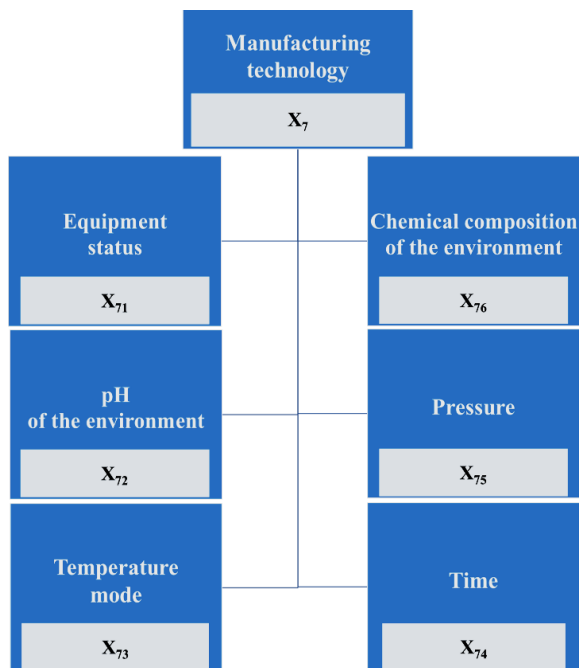 Manufacturing
technology
X₇
Equipment
status
X₇₁
Chemical composition
of the environment
X₇₆
pH
of the environment
X₇₂
Pressure
X₇₅
Temperature
mode
X₇₃
Time
X₇₄